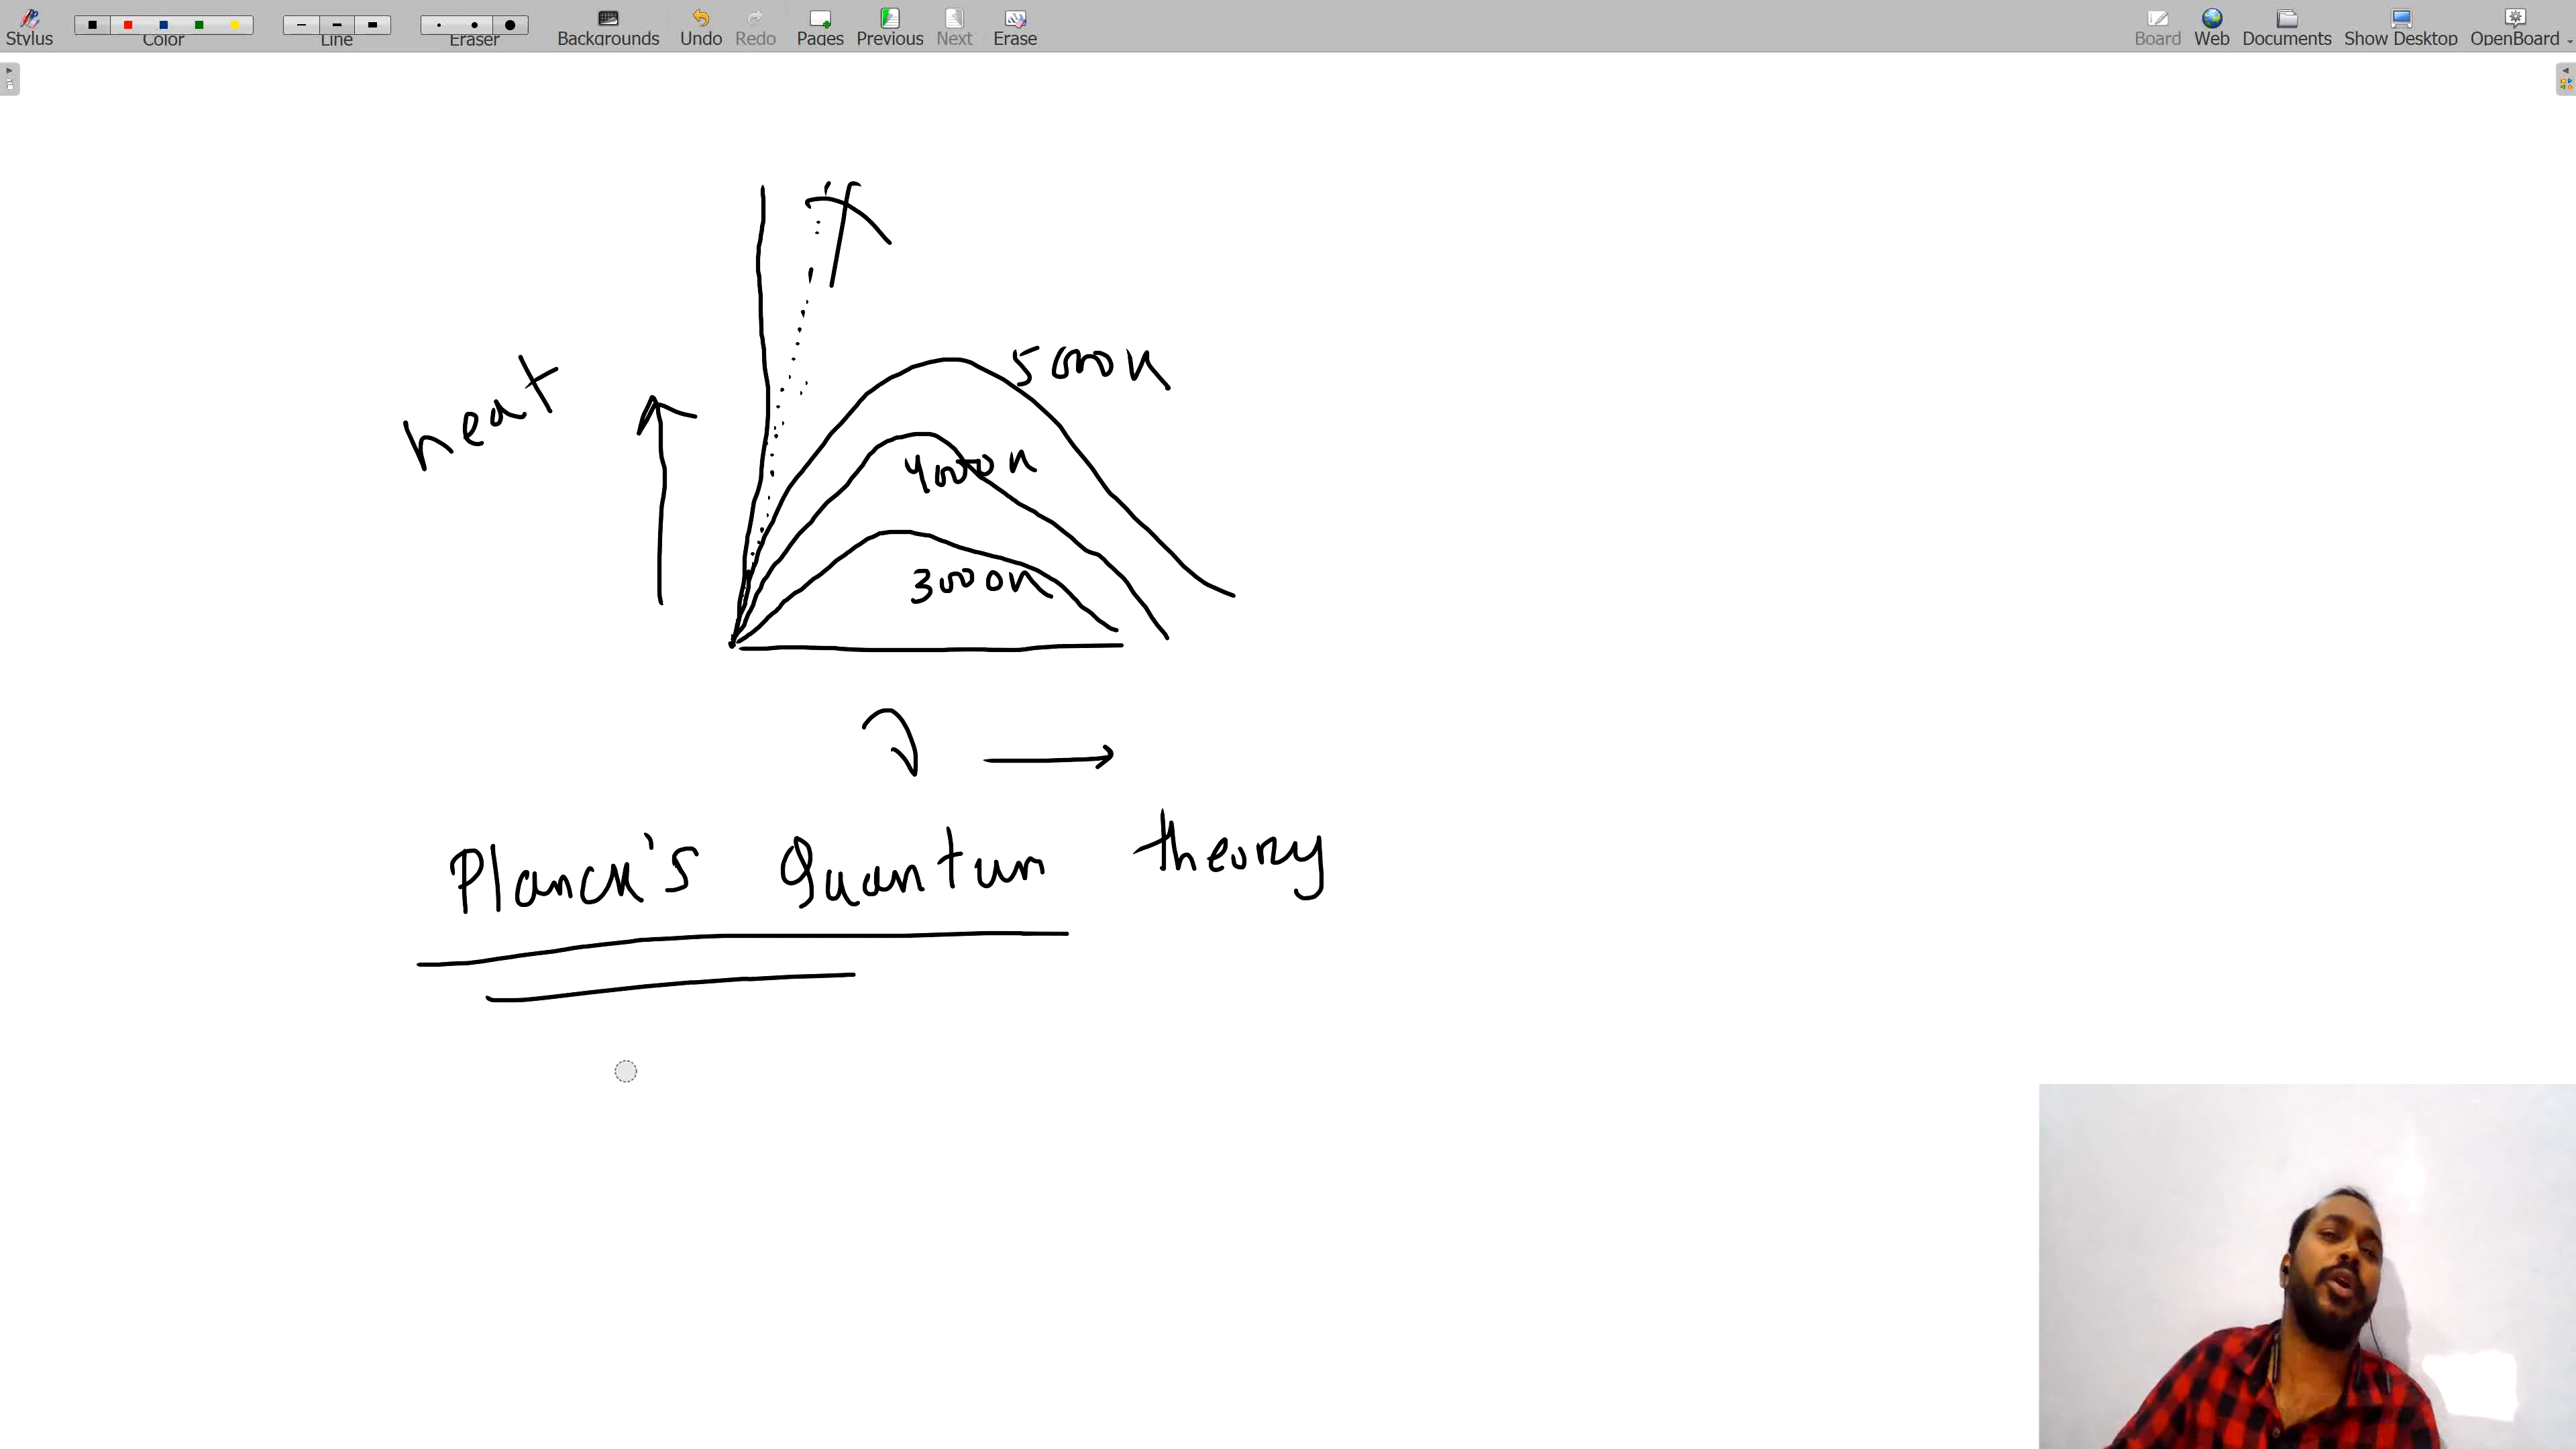 Stylus Color Line Eraser Backgrounds Undo Redo Pages Previous Next Erase Board Web Documents Show Desktop OpenBoard
heat
5000K
4000K
3000K
Planck's Quantum theory